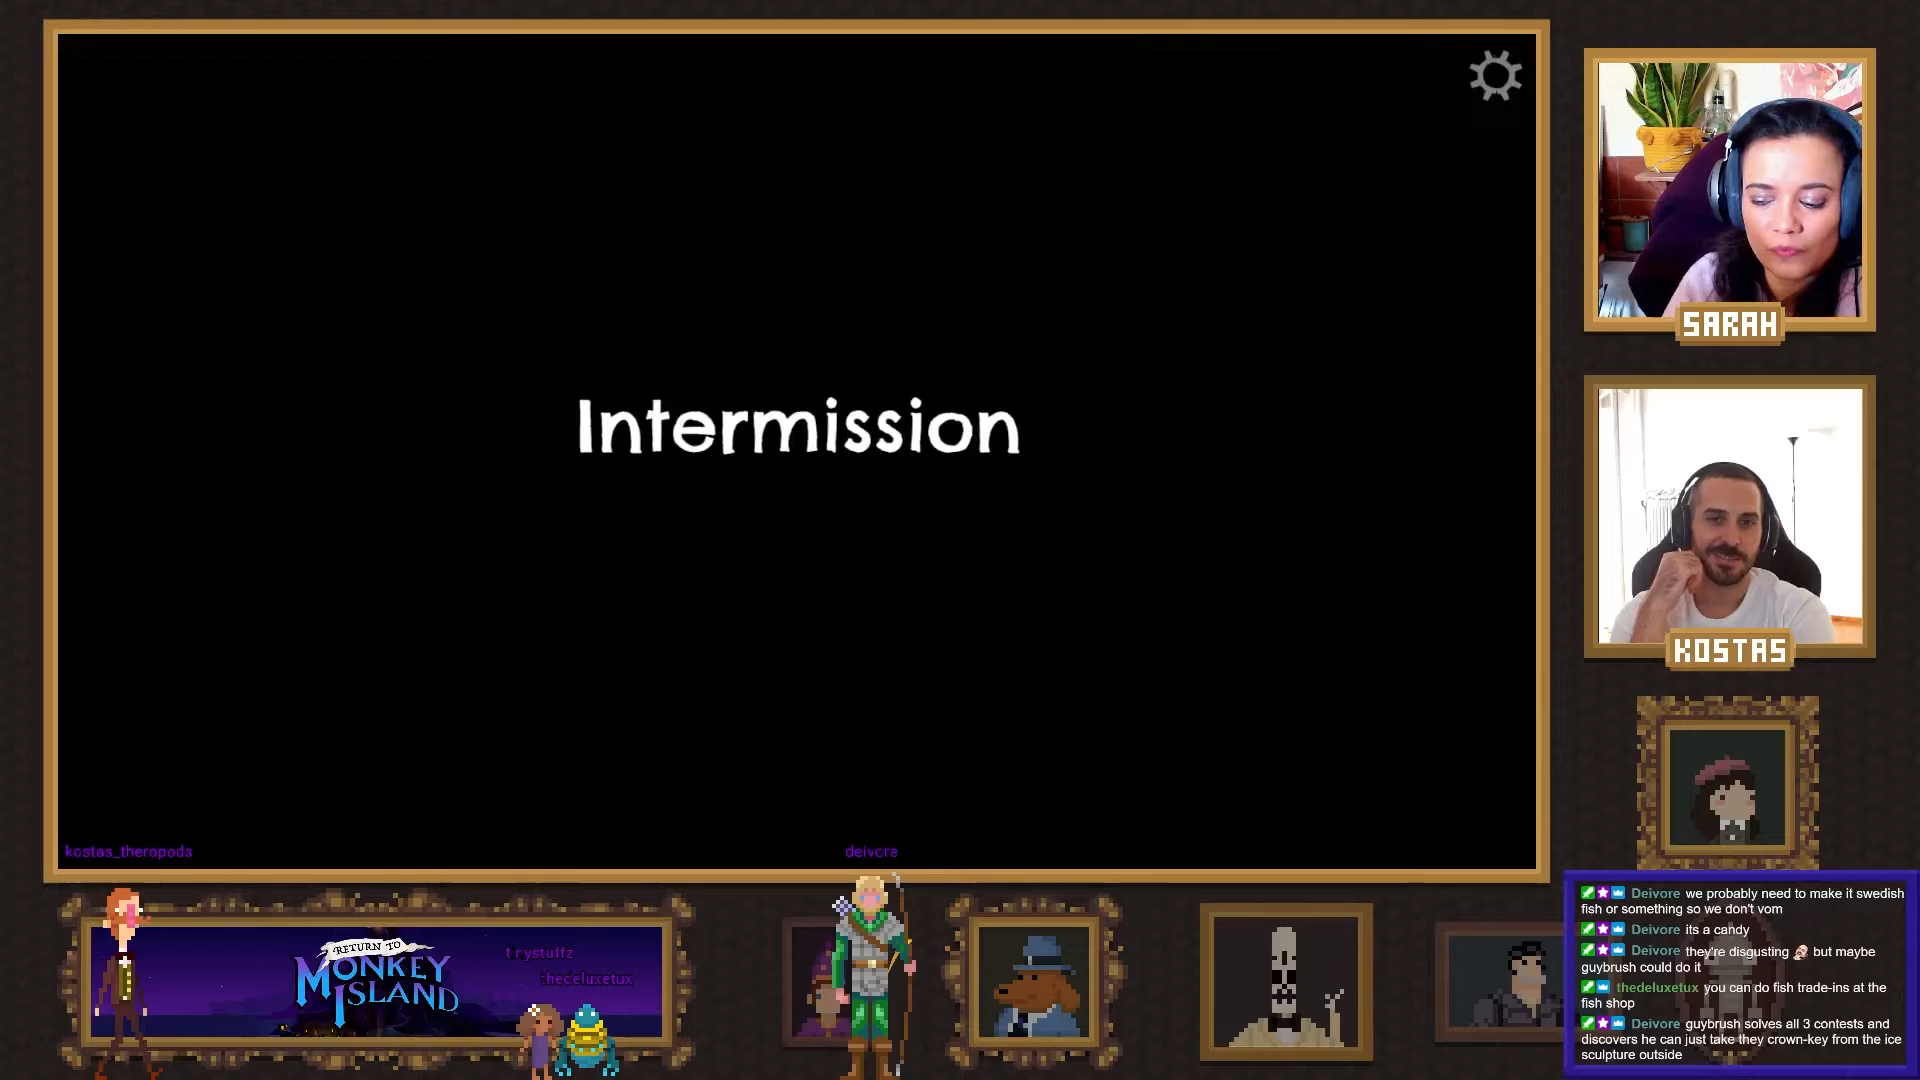 Intermission
SARAH
KOSTAS
kostas_theropods
deivore
RETURN TO
MONKEY
ISLAND
tinystuffz
thedeluxetux
Deivore we probably need to make it swedish
fish or something so we don't vom
Deivore its a candy
Deivore they're disgusting but maybe
guybrush could do it
thedeluxetux you can do fish trade-ins at the
fish shop
Deivore guybrush solves all 3 contests and
discovers he can just take they crown-key from the ice
sculpture outside